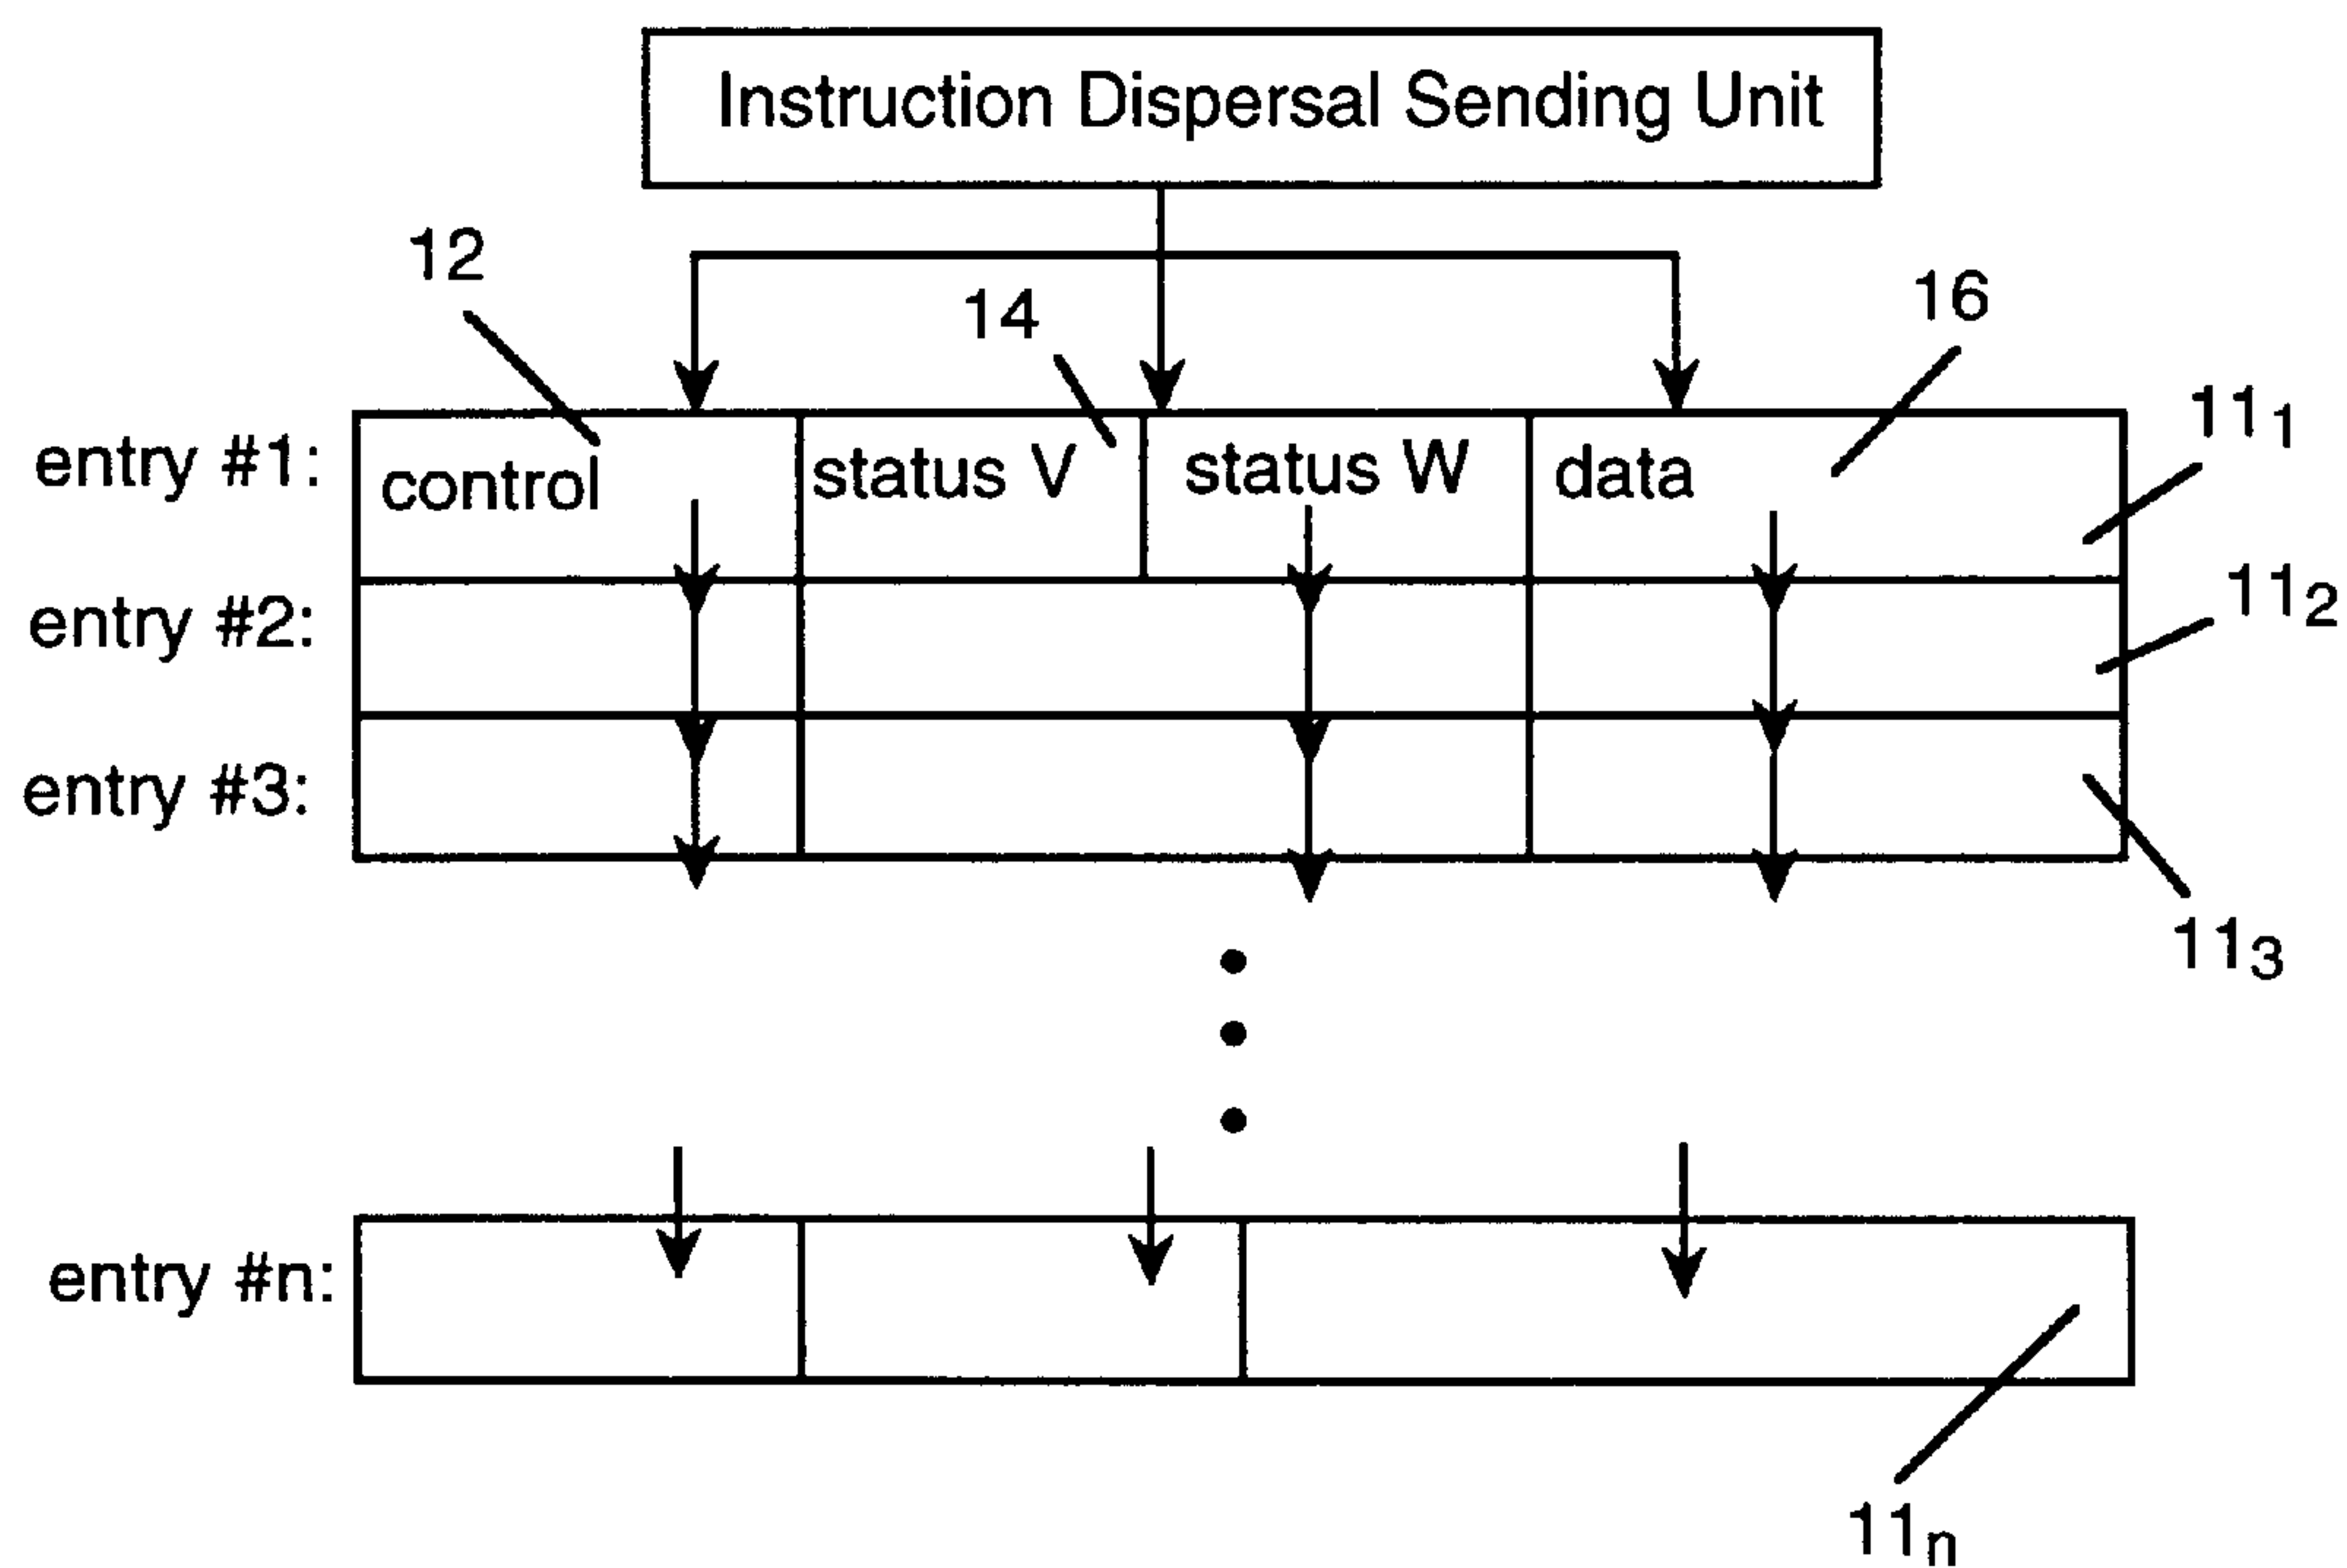 Instruction Dispersal Sending Unit
12
14
16
entry #1:
control
status V
status W
data
11₁
entry #2:
11₂
entry #3:
11₃
entry #n:
11ₙ